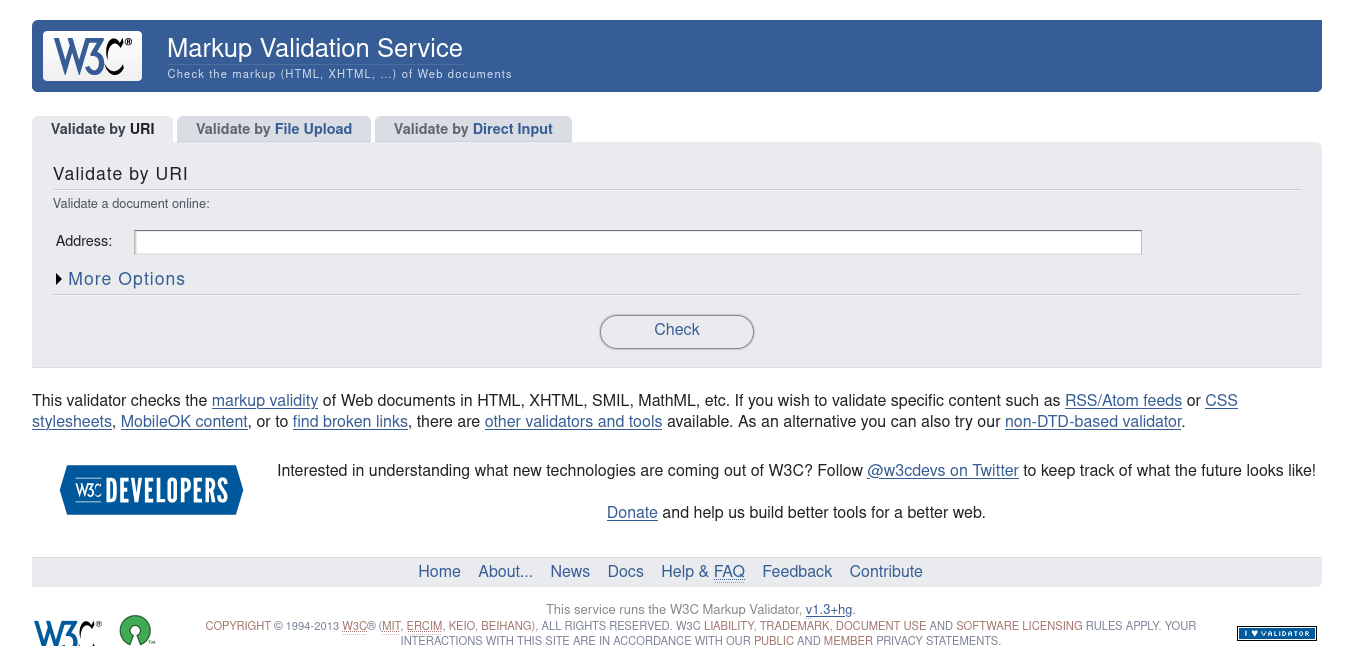 W3C®
Markup Validation Service
Check the markup (HTML, XHTML, ...) of Web documents
Validate by URI
Validate by File Upload
Validate by Direct Input
Validate by URI
Validate a document online:
Address:
More Options
Check
This validator checks the markup validity of Web documents in HTML, XHTML, SMIL, MathML, etc. If you wish to validate specific content such as RSS/Atom feeds or CSS
stylesheets, MobileOK content, or to find broken links, there are other validators and tools available. As an alternative you can also try our non-DTD-based validator.
W3C DEVELOPERS
Interested in understanding what new technologies are coming out of W3C? Follow @w3cdevs on Twitter to keep track of what the future looks like!
Donate and help us build better tools for a better web.
Home About... News Docs Help & FAQ Feedback Contribute
This service runs the W3C Markup Validator, v1.3+hg.
W3C® ™
COPYRIGHT © 1994-2013 W3C® (MIT, ERCIM, KEIO, BEIHANG), ALL RIGHTS RESERVED. W3C LIABILITY, TRADEMARK, DOCUMENT USE AND SOFTWARE LICENSING RULES APPLY. YOUR
INTERACTIONS WITH THIS SITE ARE IN ACCORDANCE WITH OUR PUBLIC AND MEMBER PRIVACY STATEMENTS.
I ♥ VALIDATOR